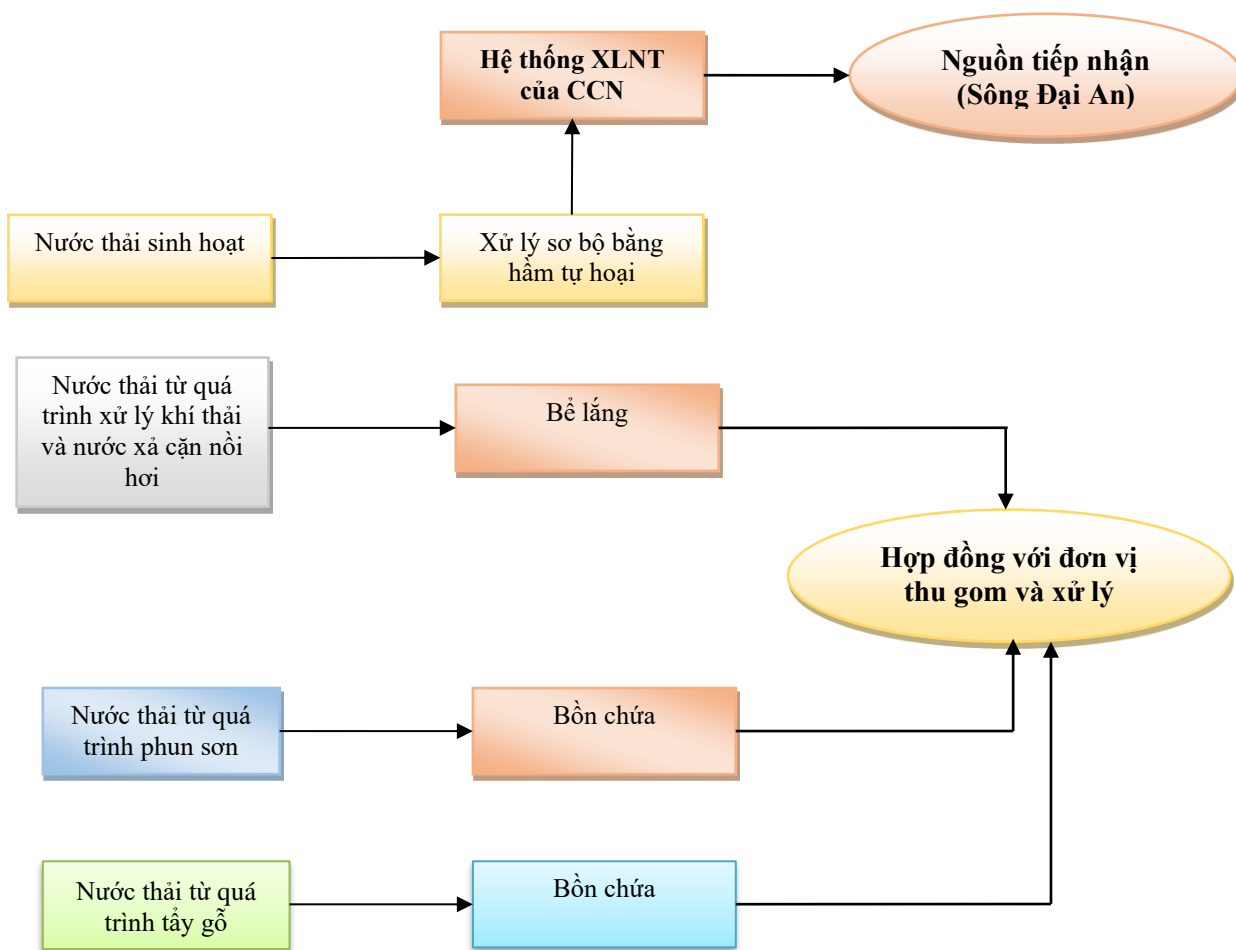 Hệ thống XLNT
của CCN
Nguồn tiếp nhận
(Sông Đại An)
Nước thải sinh hoạt
Xử lý sơ bộ bằng
hầm tự hoại
Nước thải từ quá
trình xử lý khí thải
và nước xả cặn nồi
hơi
Bể lắng
Hợp đồng với đơn vị
thu gom và xử lý
Nước thải từ quá
trình phun sơn
Bồn chứa
Nước thải từ quá
trình tẩy gỗ
Bồn chứa